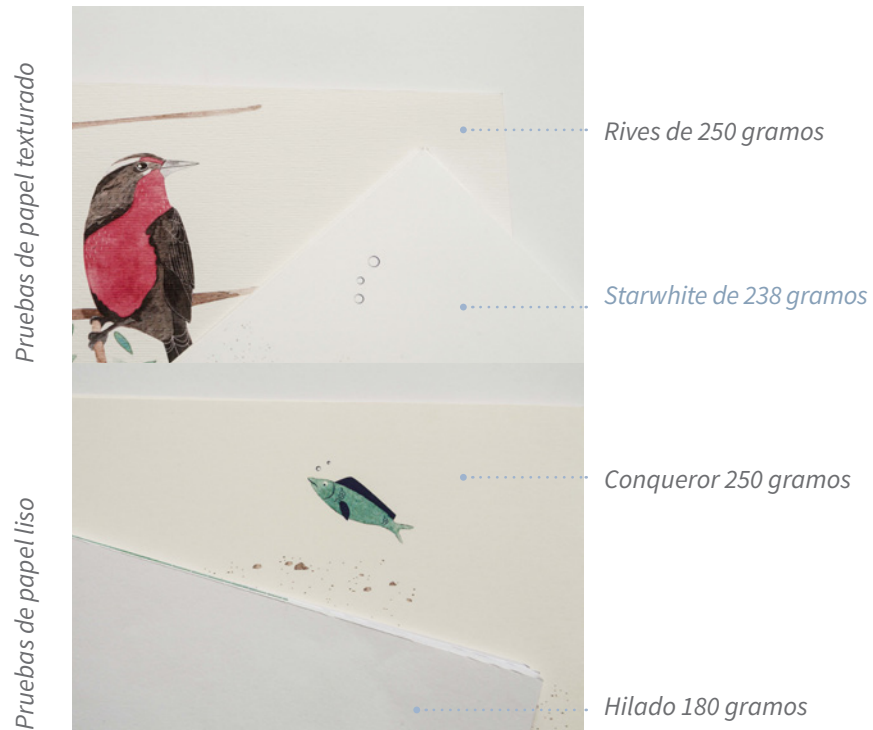 Pruebas de papel texturado
Rives de 250 gramos
Starwhite de 238 gramos
Pruebas de papel liso
Conqueror 250 gramos
Hilado 180 gramos